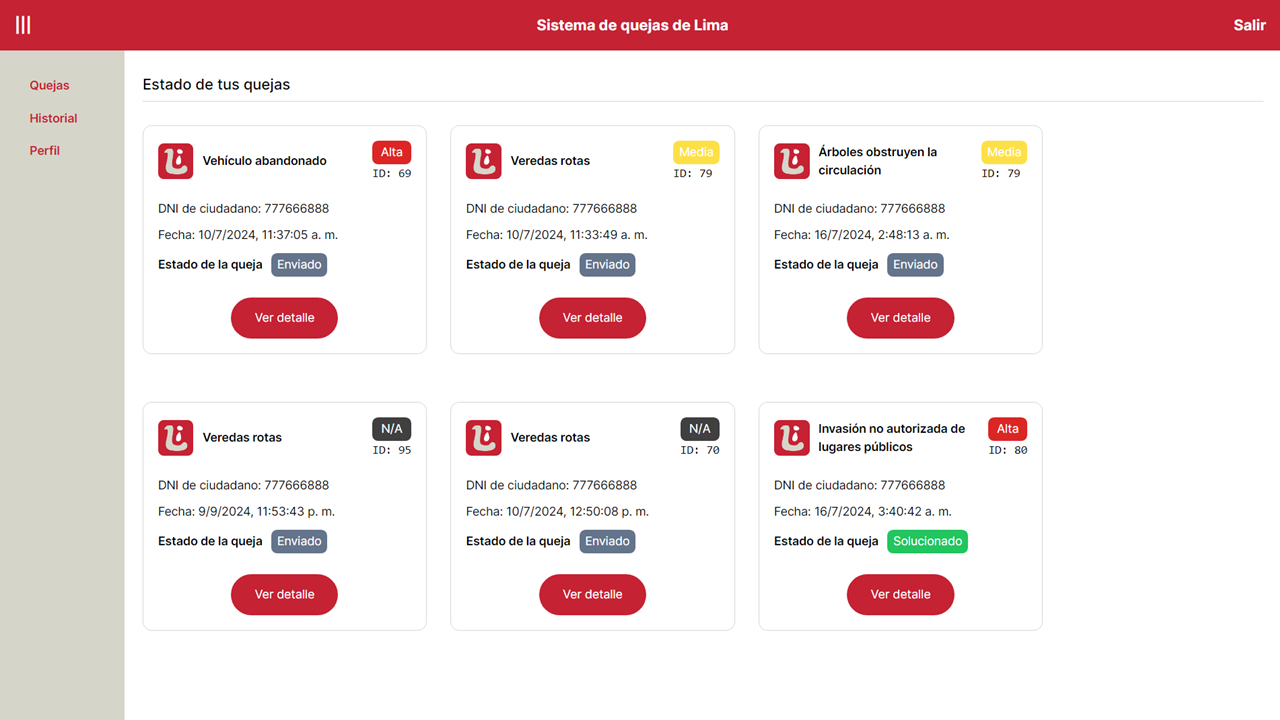 Sistema de quejas de Lima
Salir
Quejas
Historial
Perfil
Estado de tus quejas
Vehículo abandonado
Alta
ID: 69
DNI de ciudadano: 777666888
Fecha: 10/7/2024, 11:37:05 a. m.
Estado de la queja Enviado
Ver detalle
Veredas rotas
Media
ID: 79
DNI de ciudadano: 777666888
Fecha: 10/7/2024, 11:33:49 a. m.
Estado de la queja Enviado
Ver detalle
Árboles obstruyen la
circulación
Media
ID: 79
DNI de ciudadano: 777666888
Fecha: 16/7/2024, 2:48:13 a. m.
Estado de la queja Enviado
Ver detalle
Veredas rotas
N/A
ID: 95
DNI de ciudadano: 777666888
Fecha: 9/9/2024, 11:53:43 p. m.
Estado de la queja Enviado
Ver detalle
Veredas rotas
N/A
ID: 70
DNI de ciudadano: 777666888
Fecha: 10/7/2024, 12:50:08 p. m.
Estado de la queja Enviado
Ver detalle
Invasión no autorizada de
lugares públicos
Alta
ID: 80
DNI de ciudadano: 777666888
Fecha: 16/7/2024, 3:40:42 a. m.
Estado de la queja Solucionado
Ver detalle